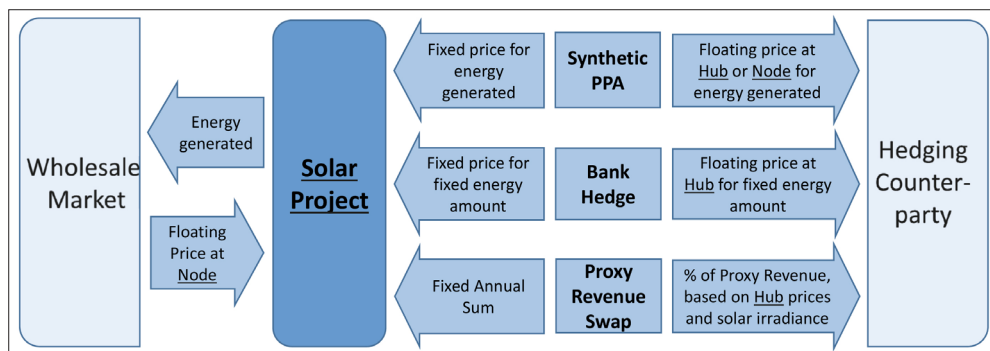 Wholesale
Market
Energy
generated
Floating
Price at
Node
Solar
Project
Fixed price for
energy
generated
Synthetic
PPA
Floating price at
Hub or Node for
energy generated
Fixed price for
fixed energy
amount
Bank
Hedge
Floating price at
Hub for fixed energy
amount
Fixed Annual
Sum
Proxy
Revenue
Swap
% of Proxy Revenue,
based on Hub prices
and solar irradiance
Hedging
Counter-
party